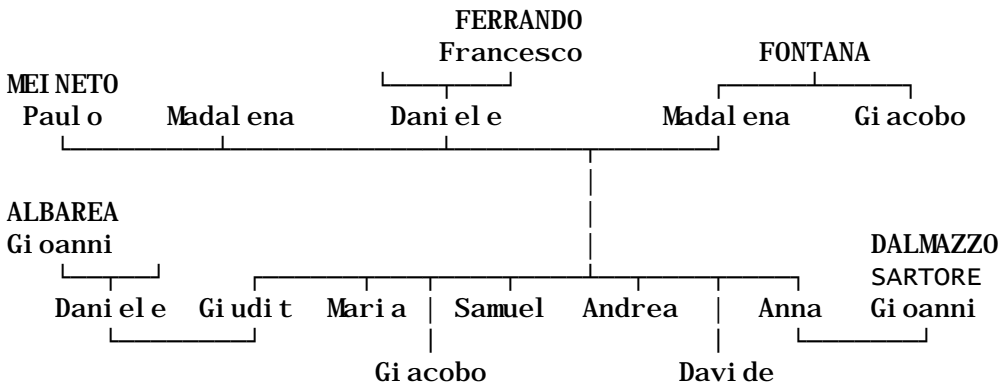 FERRANDO
Francesco FONTANA
MEINETO
Paulo Madalena Daniele Madalena Giacobo
ALBAREA
Gioanni DALMAZZO
SARTORE
Daniele Giudit Maria Samuel Andrea Anna Gioanni
Giacobo Davide